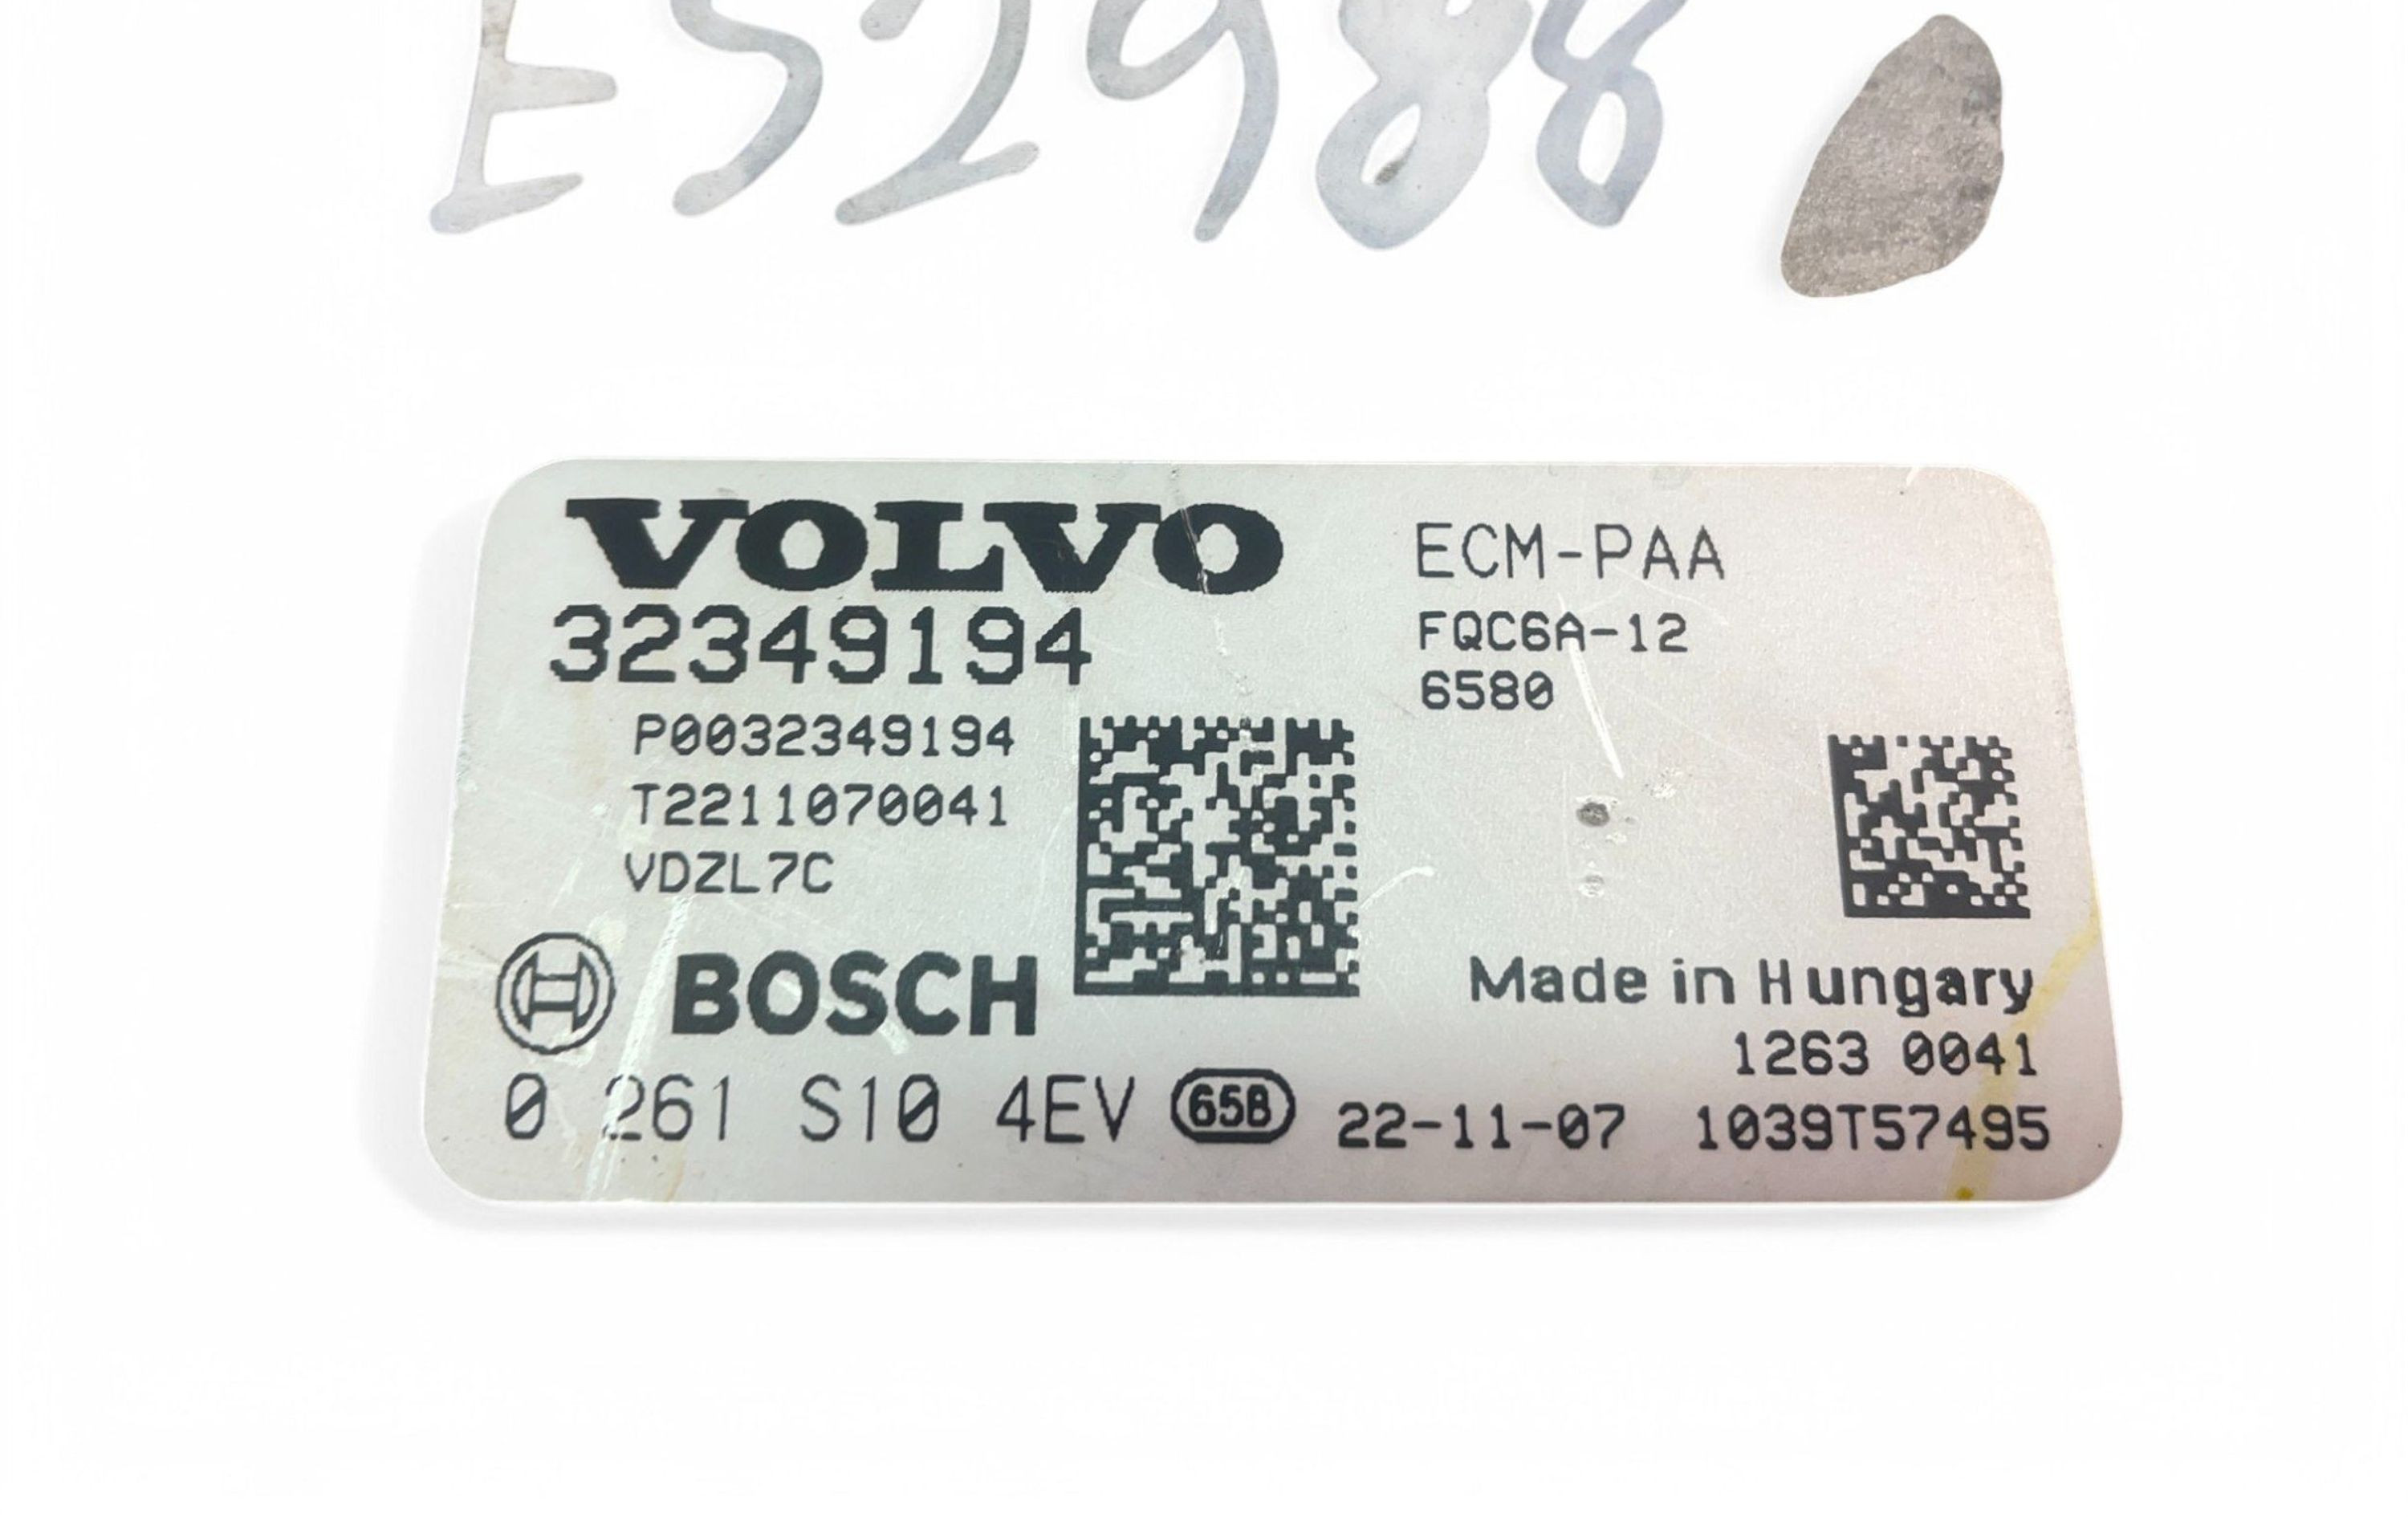 E52988
VOLVO
32349194
P0032349194
T2211070041
VDZL7C
BOSCH
0 261 S10 4EV
ECM-PAA
FQC6A-12
6580
Made in Hungary
1263 0041
65B 22-11-07 1039T57495